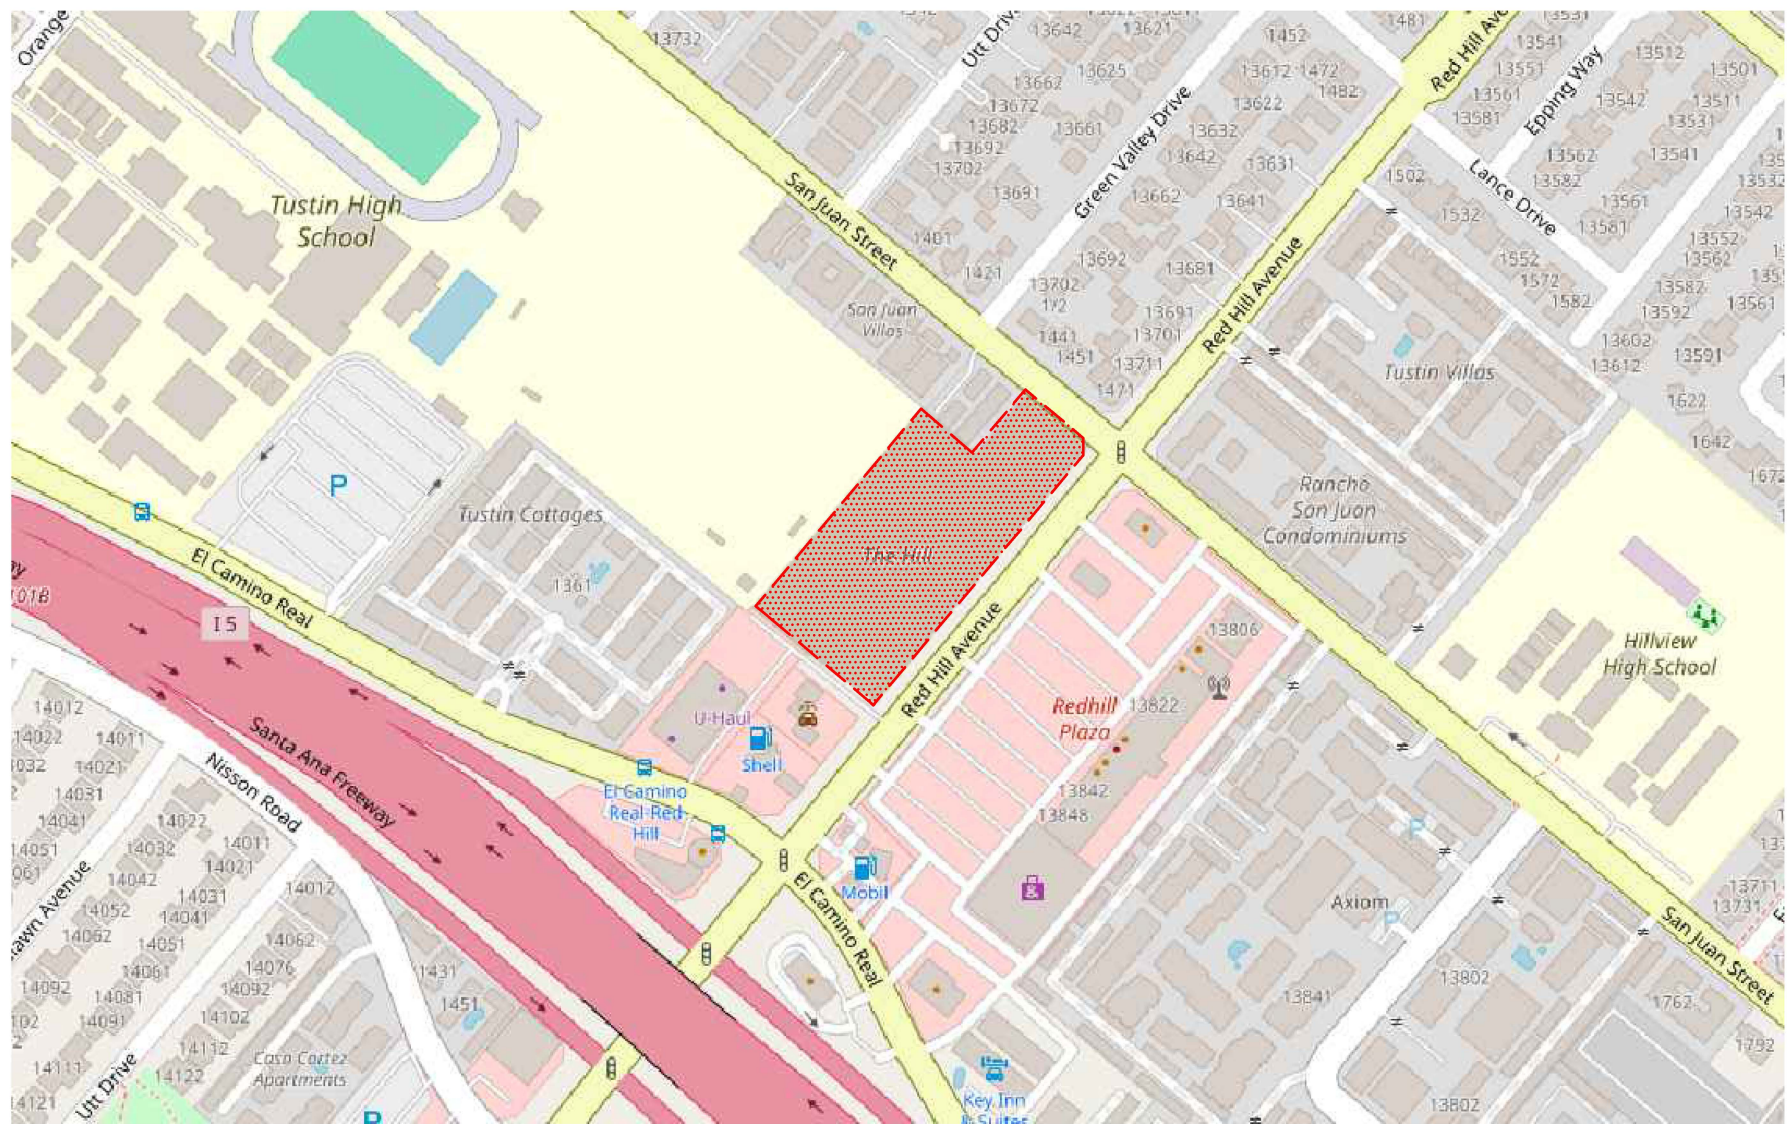 Orange
13732
Utt Drive
13642
13621
1452
1481
Red Hill Ave
13541
13551
13561
13581
Epping Way
13512
13501
13542
13511
13531
13662
13625
13672
13682
13692
13702
13661
13691
13612
1472
1482
13622
13632
13642
13631
13662
13641
Green Valley Drive
1502
1532
Lance Drive
13562
13541
13582
13561
13581
13542
13552
13562
1552
1572
1582
13582
13592
13561
13602
13612
13591
Tustin High
School
San Juan Street
1401
1421
13692
13681
13702
1/2
13691
13701
1441
1451
13711
1471
San Juan
Villas
Red Hill Avenue
Tustin Villas
1622
1642
1672
P
Tustin Cottages
1361
The Hill
Rancho
San Juan
Condominiums
El Camino Real
I 5
101B
Red Hill Avenue
13806
Redhill
Plaza
13822
13842
13848
Hillview
High School
U-Haul
Shell
El Camino
Real-Red
Hill
Mobil
El Camino Real
Santa Ana Freeway
Nisson Road
14012
14022
14011
14021
14031
14041
14051
14022
14032
14011
14042
14021
14031
14052
14041
14012
14062
14051
14062
14061
14076
14092
14092
14081
14091
14102
14112
14111
14122
14121
Utt Drive
Casa Cortez
Apartments
P
1431
1451
Key Inn
& Suites
Axiom
P
P
13841
13802
13802
13711
13731
San Juan Street
1762
1792